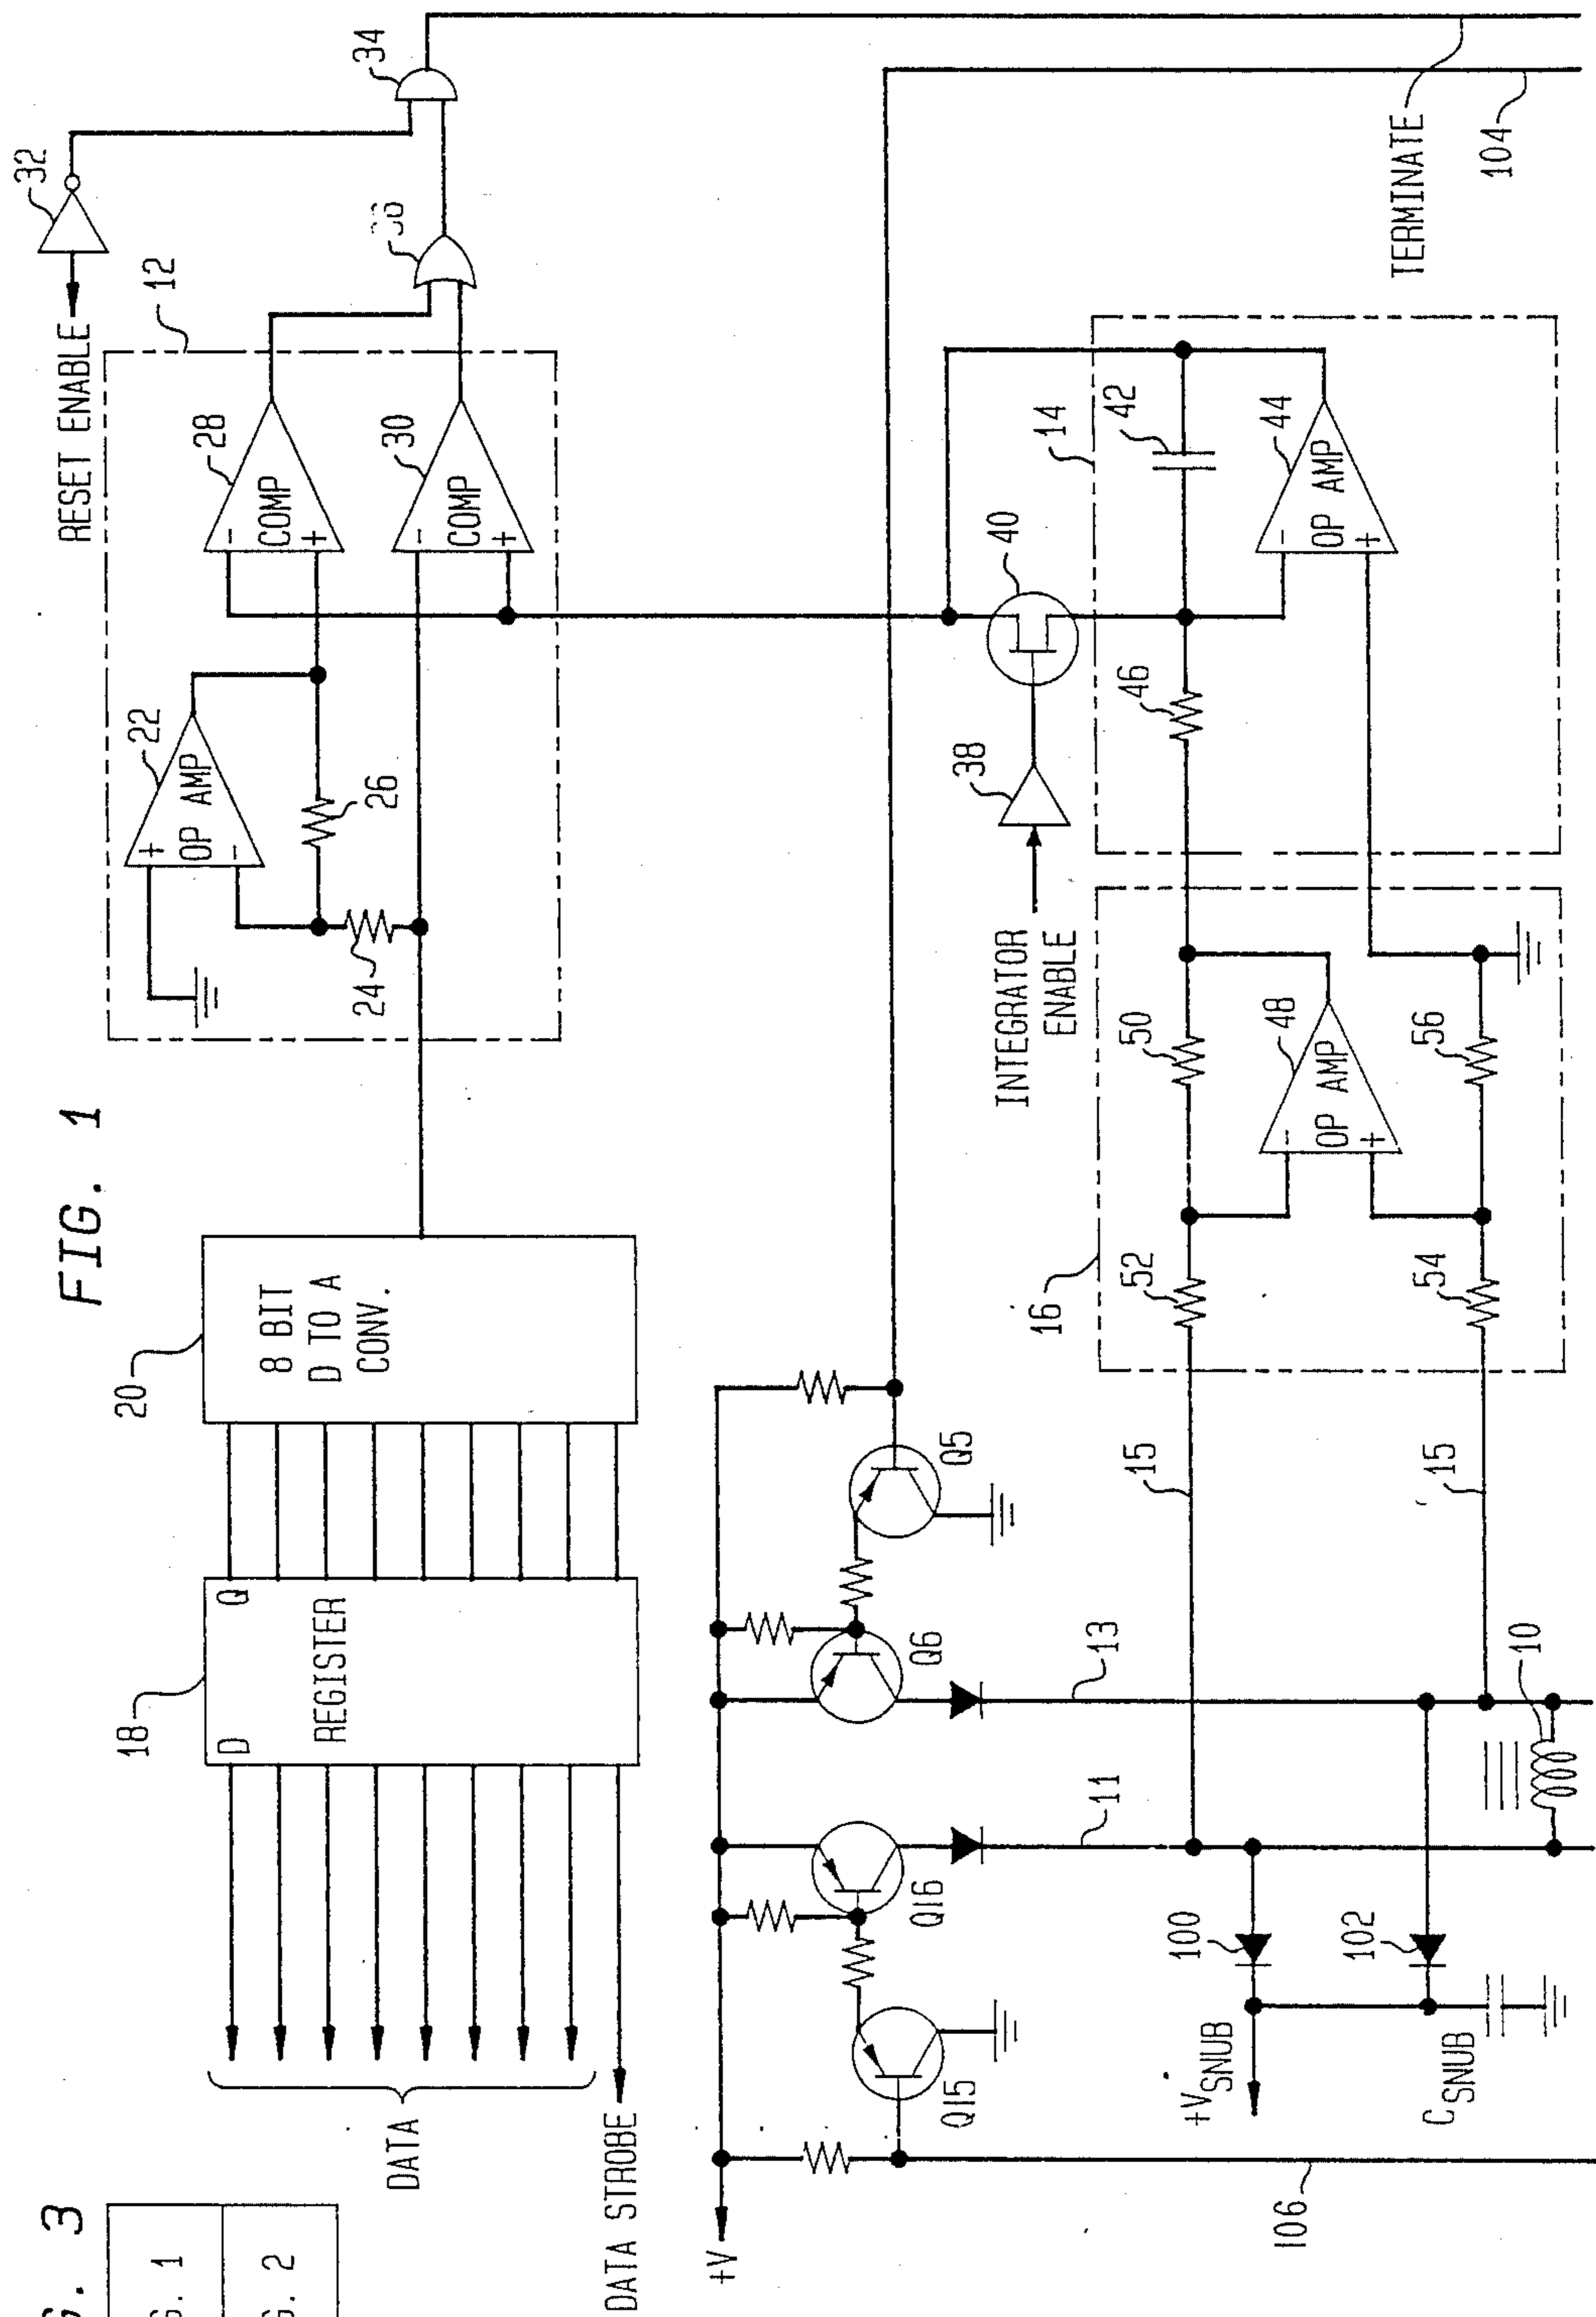 FIG. 1
FIG. 3
G. 1
G. 2
RESET ENABLE
32
34
12
28
COMP
-
+
30
COMP
-
+
22
OP AMP
+
-
26
24
20
8 BIT
D TO A
CONV.
18
D
Q
REGISTER
DATA
DATA STROBE
TERMINATE
104
14
42
44
OP AMP
-
+
40
46
38
INTEGRATOR
ENABLE
16
50
48
OP AMP
-
+
56
52
54
15
15
Q5
Q6
13
10
11
Q16
Q15
100
102
+VSNUB
CSNUB
+V
106